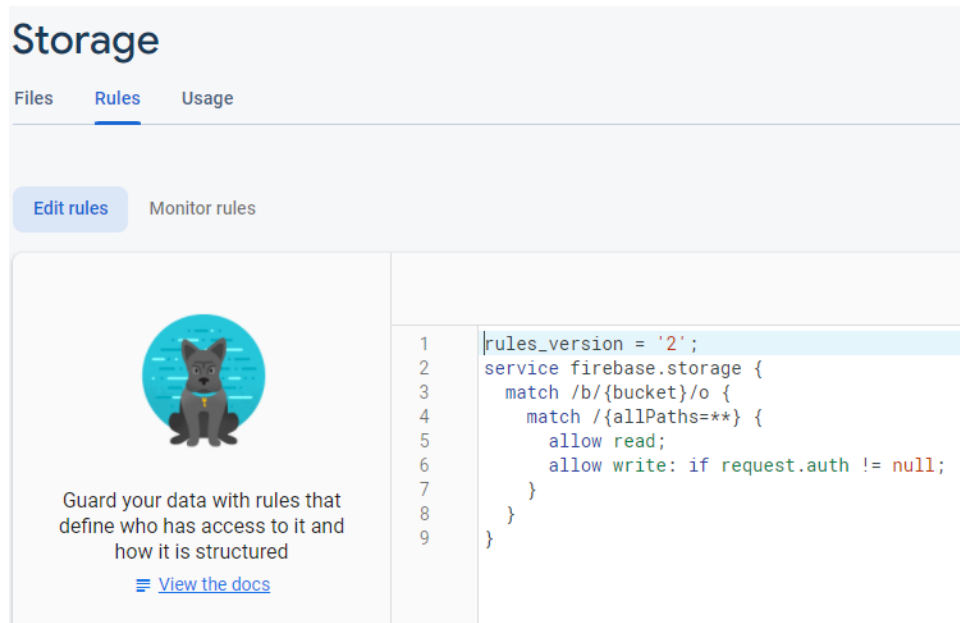 Storage
Files Rules Usage
Edit rules Monitor rules
Guard your data with rules that
define who has access to it and
how it is structured
View the docs
1 rules_version = '2';
2 service firebase.storage {
3   match /b/{bucket}/o {
4     match /{allPaths=**} {
5       allow read;
6       allow write: if request.auth != null;
7     }
8   }
9 }